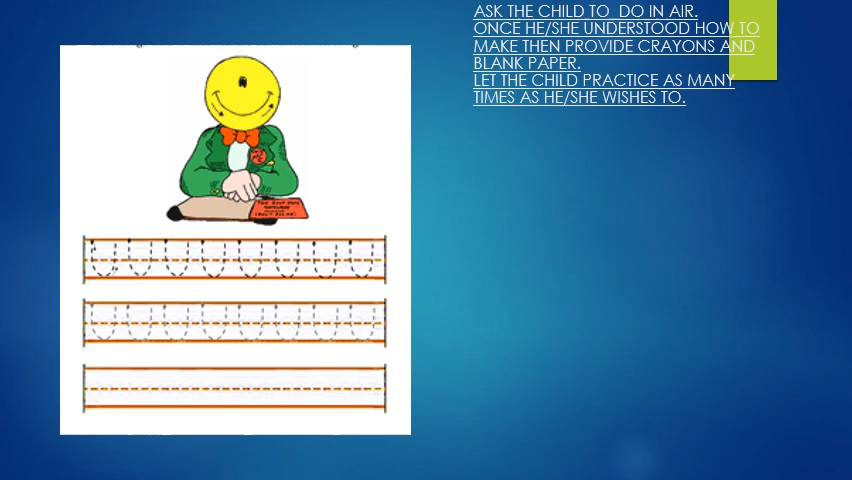 ASK THE CHILD TO DO IN AIR.
ONCE HE/SHE UNDERSTOOD HOW TO
MAKE THEN PROVIDE CRAYONS AND
BLANK PAPER.
LET THE CHILD PRACTICE AS MANY
TIMES AS HE/SHE WISHES TO.